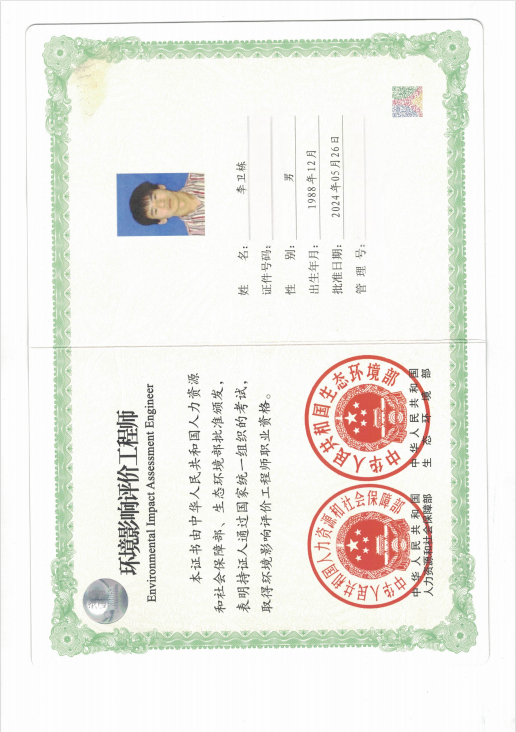 环境影响评价工程师
Environmental Impact Assessment Engineer
本证书由中华人民共和国人力资源
和社会保障部、生态环境部批准颁发,
表明持证人通过国家统一组织的考试,
取得环境影响评价工程师职业资格。
中华人民共和国人力资源和社会保障部
中华人民共和国生态环境部
中华人民共和国
人力资源和社会保障部
中华人民共和国
生态环境部
姓 名: 李卫栋
证件号码:
性 别: 男
出生年月: 1988年12月
批准日期: 2024年05月26日
管 理 号: